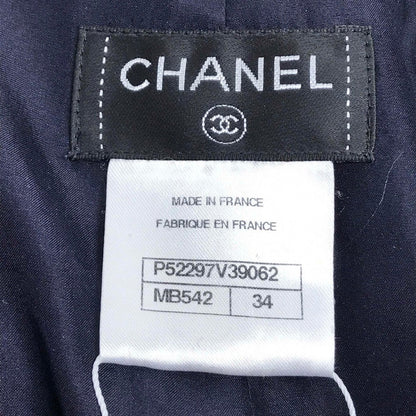 CHANEL
MADE IN FRANCE
FABRIQUE EN FRANCE
P52297V39062
MB542 34